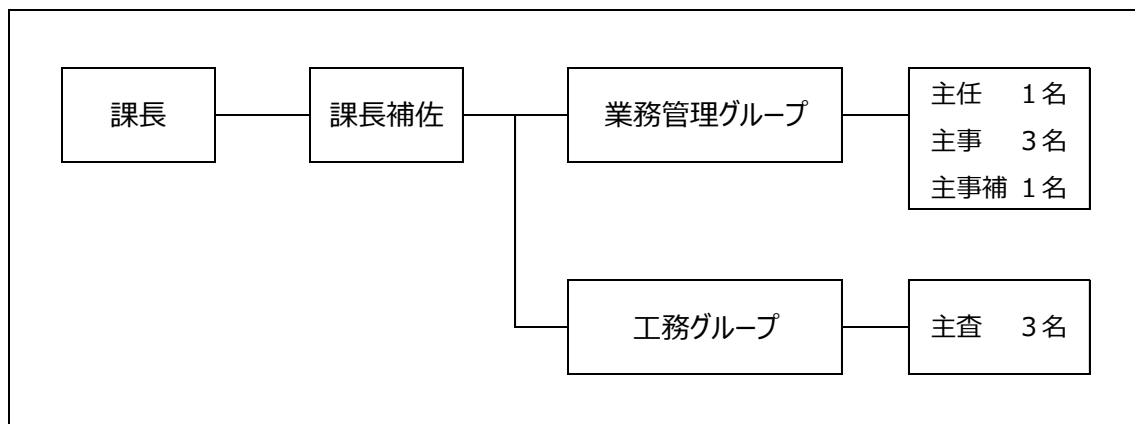 課長
課長補佐
業務管理グループ
主任　１名
主事　３名
主事補 １名
工務グループ
主査　３名